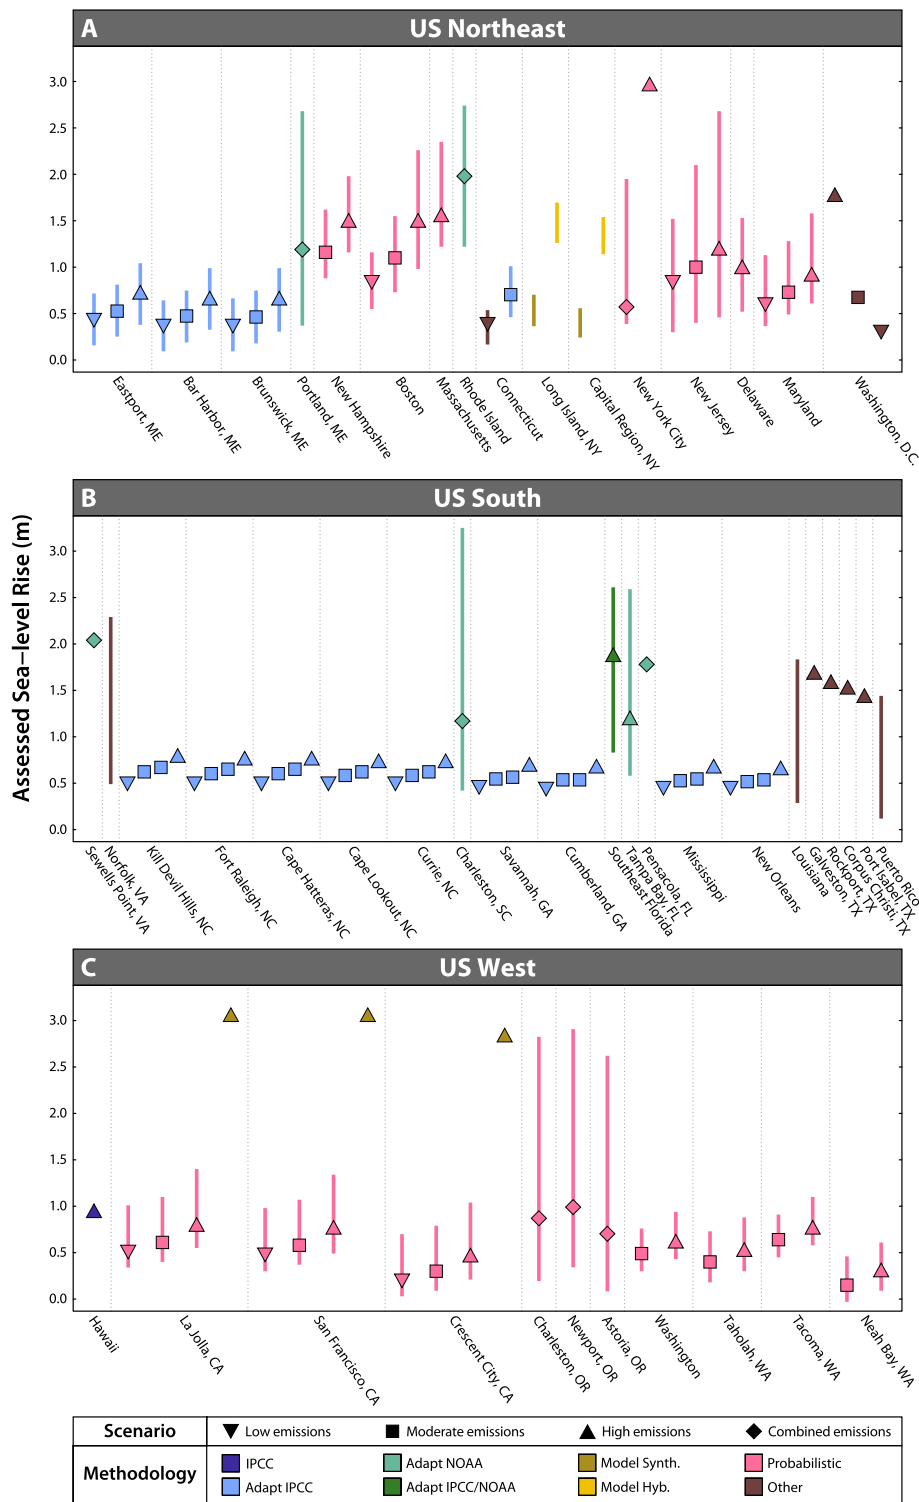 A US Northeast
3.0
2.5
2.0
1.5
1.0
0.5
0.0
Eastport, ME
Bar Harbor, ME
Brunswick, ME
Portland, ME
New Hampshire
Boston
Massachusetts
Rhode Island
Connecticut
Long Island, NY
Capital Region, NY
New York City
New Jersey
Delaware
Maryland
Washington, D.C.
Assessed Sea−level Rise (m)
B US South
3.0
2.5
2.0
1.5
1.0
0.5
0.0
Sewells Point, VA
Norfolk, VA
Kill Devil Hills, NC
Fort Raleigh, NC
Cape Hatteras, NC
Cape Lookout, NC
Currie, NC
Charleston, SC
Savannah, GA
Cumberland, GA
Southeast Florida
Tampa Bay, FL
Pensacola, FL
Mississippi
New Orleans
Louisiana
Galveston, TX
Rockport, TX
Corpus Christi, TX
Port Isabel, TX
Puerto Rico
C US West
3.0
2.5
2.0
1.5
1.0
0.5
0.0
Hawaii
La Jolla, CA
San Francisco, CA
Crescent City, CA
Charleston, OR
Newport, OR
Astoria, OR
Washington
Taholah, WA
Tacoma, WA
Neah Bay, WA
Scenario Low emissions Moderate emissions High emissions Combined emissions
Methodology
IPCC Adapt NOAA Model Synth. Probabilistic
Adapt IPCC Adapt IPCC/NOAA Model Hyb. Other